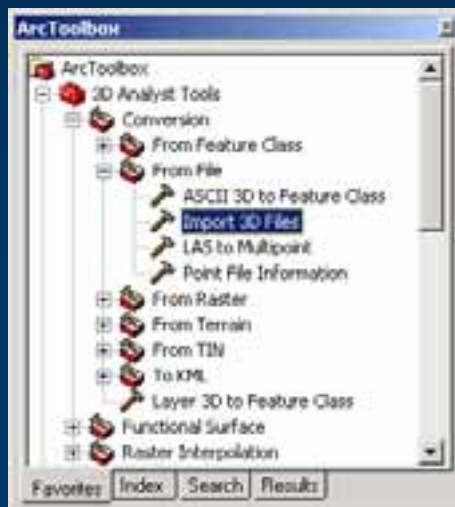 ArcToolbox
ArcToolbox
3D Analyst Tools
Conversion
From Feature Class
From File
ASCII 3D to Feature Class
Import 3D Files
LAS to Multipoint
Point File Information
From Raster
From Terrain
From TIN
To KML
Layer 3D to Feature Class
Functional Surface
Raster Interpolation
Favorites Index Search Results